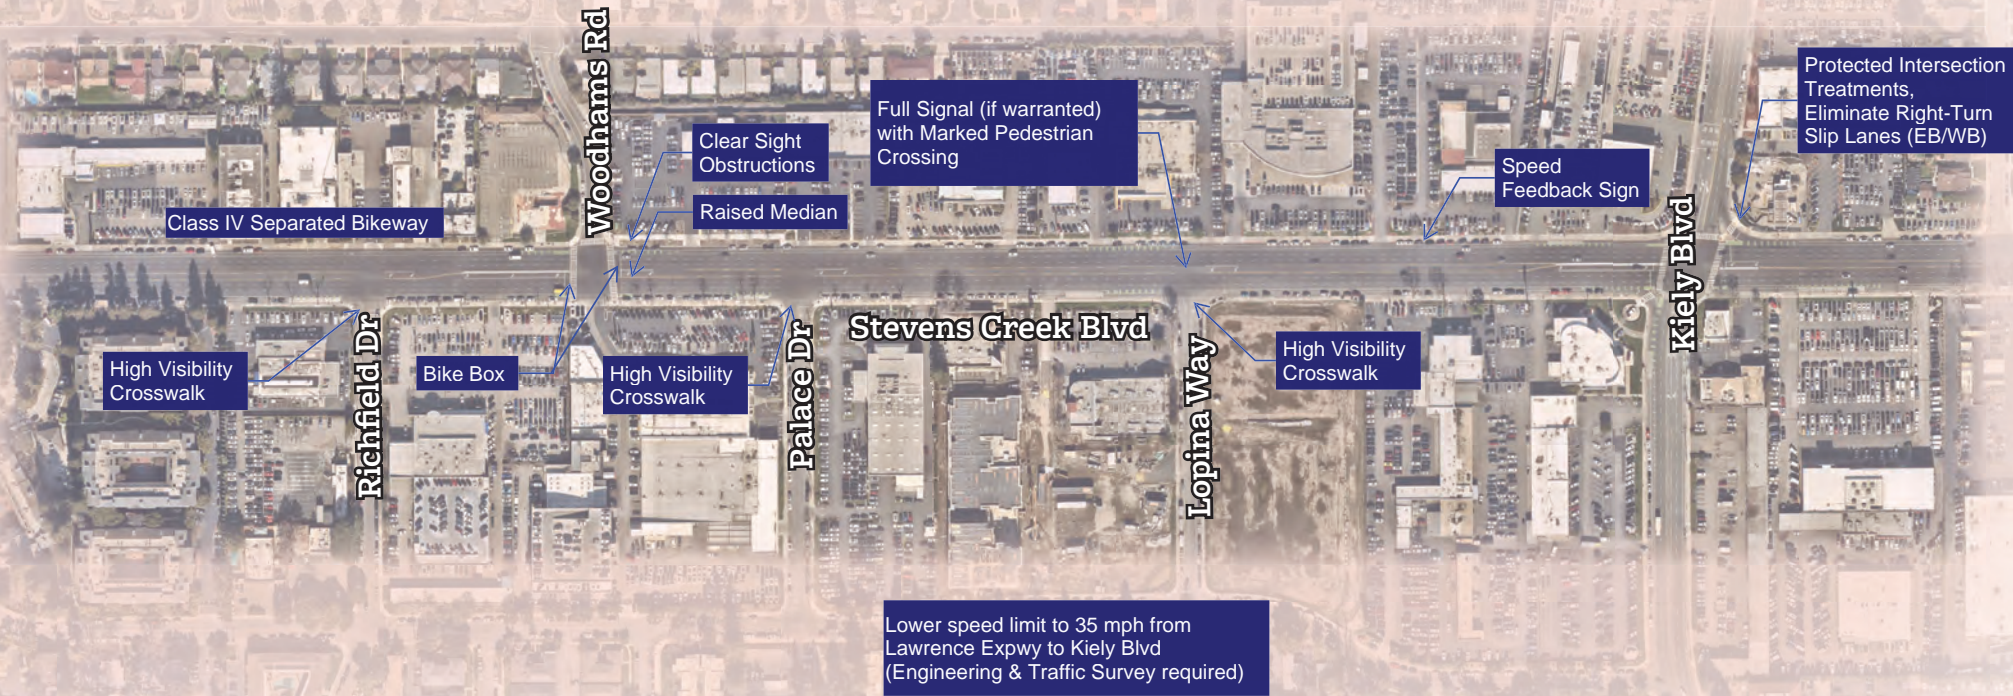 Woodhams Rd
Protected Intersection
Treatments,
Eliminate Right-Turn
Slip Lanes (EB/WB)
Full Signal (if warranted)
with Marked Pedestrian
Crossing
Clear Sight
Obstructions
Speed
Feedback Sign
Raised Median
Class IV Separated Bikeway
Kiely Blvd
Stevens Creek Blvd
High Visibility
Crosswalk
Richfield Dr
Bike Box
High Visibility
Crosswalk
Palace Dr
Lopina Way
High Visibility
Crosswalk
Lower speed limit to 35 mph from
Lawrence Expwy to Kiely Blvd
(Engineering & Traffic Survey required)